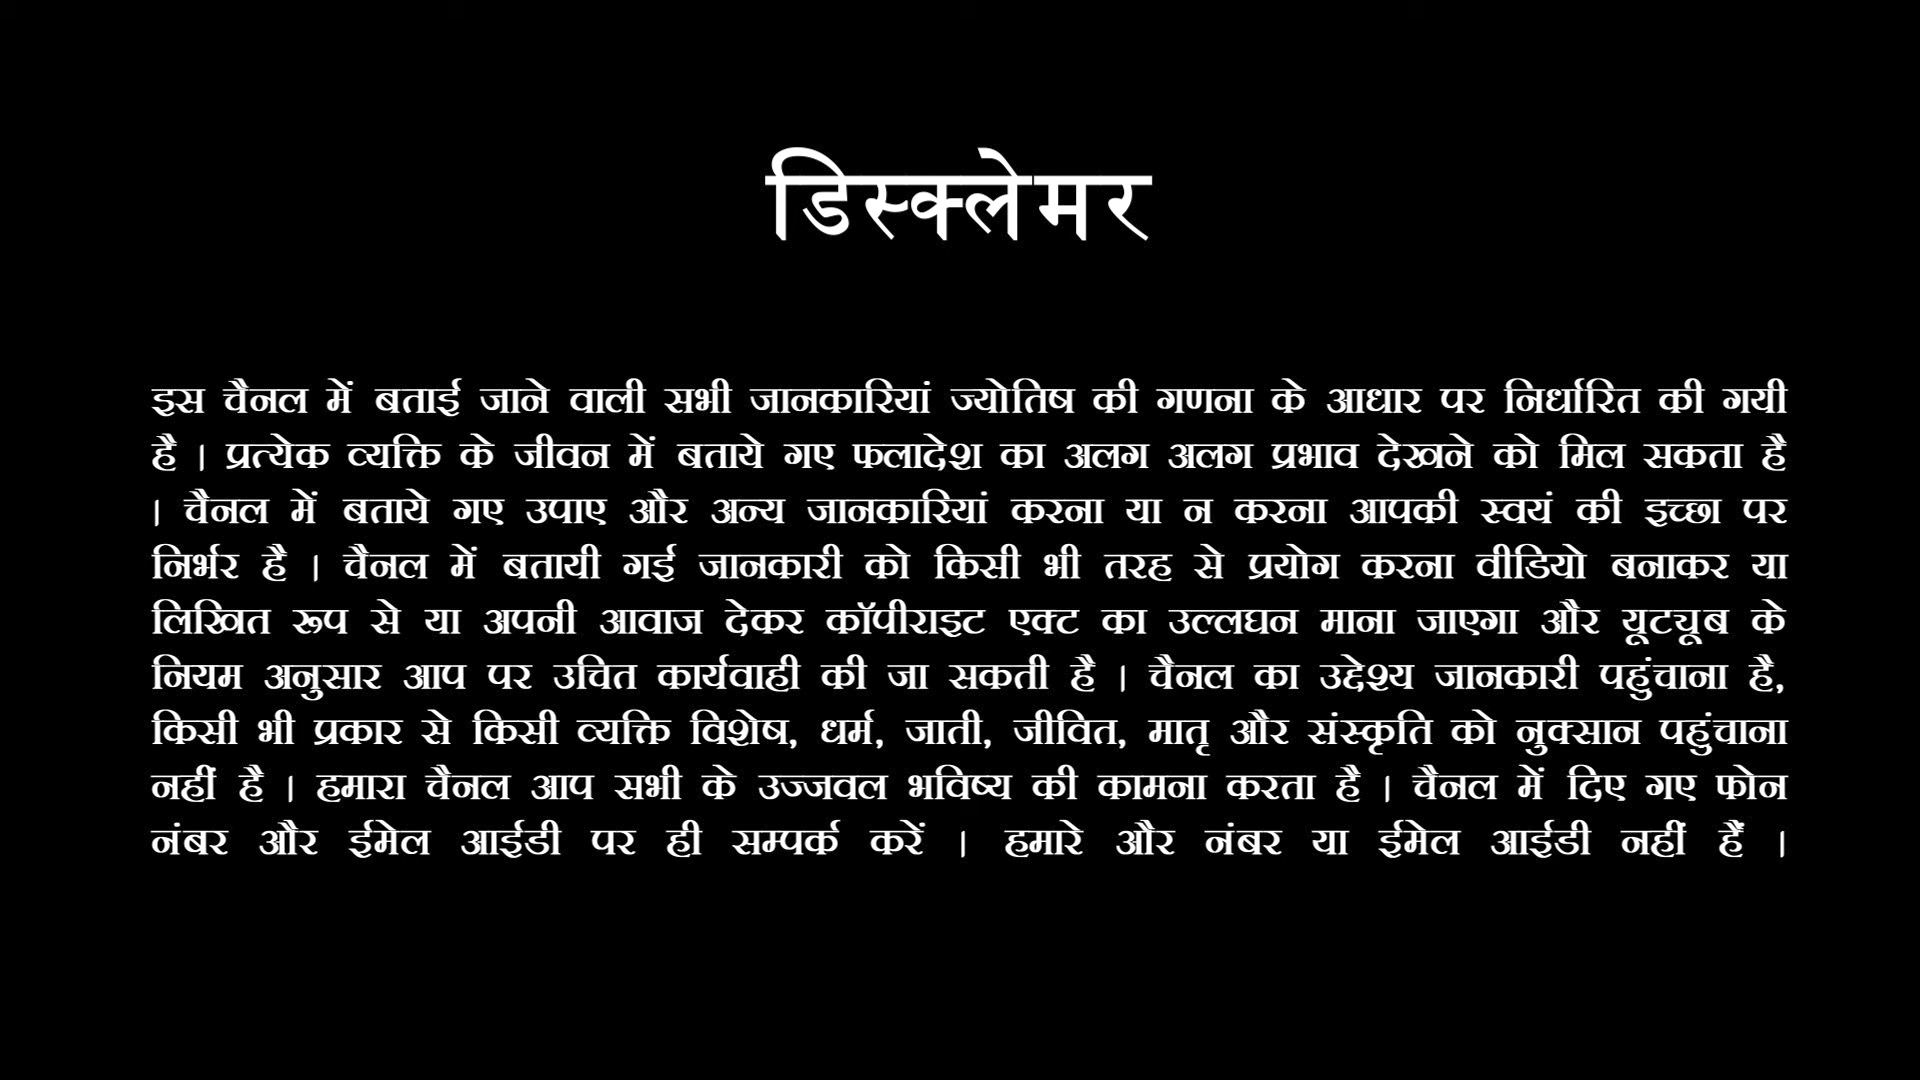 डिस्क्लेमर
इस चैनल में बताई जाने वाली सभी जानकारियां ज्योतिष की गणना के आधार पर निर्धारित की गयी
है । प्रत्येक व्यक्ति के जीवन में बताये गए फलादेश का अलग अलग प्रभाव देखने को मिल सकता है
। चैनल में बताये गए उपाए और अन्य जानकारियां करना या न करना आपकी स्वयं की इच्छा पर
निर्भर है । चैनल में बतायी गई जानकारी को किसी भी तरह से प्रयोग करना वीडियो बनाकर या
लिखित रूप से या अपनी आवाज देकर कॉपीराइट एक्ट का उल्लघन माना जाएगा और यूट्यूब के
नियम अनुसार आप पर उचित कार्यवाही की जा सकती है । चैनल का उद्देश्य जानकारी पहुंचाना है,
किसी भी प्रकार से किसी व्यक्ति विशेष, धर्म, जाती, जीवित, मातृ और संस्कृति को नुक्सान पहुंचाना
नहीं है । हमारा चैनल आप सभी के उज्जवल भविष्य की कामना करता है । चैनल में दिए गए फोन
नंबर और ईमेल आईडी पर ही सम्पर्क करें । हमारे और नंबर या ईमेल आईडी नहीं हैं ।